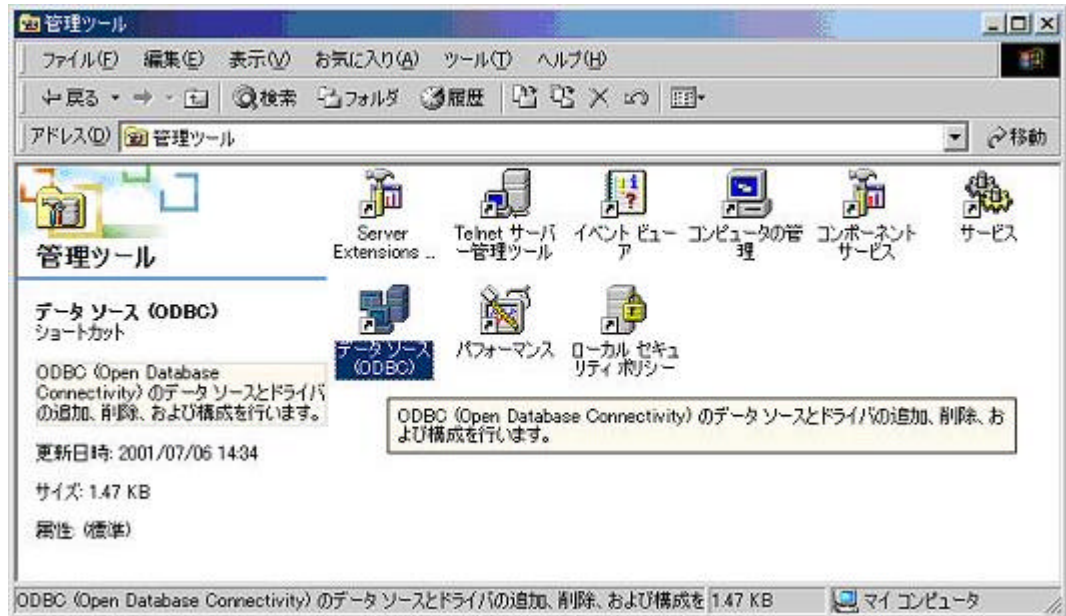 管理ツール
ファイル(F) 編集(E) 表示(V) お気に入り(A) ツール(T) ヘルプ(H)
戻る 検索 フォルダ 履歴
アドレス(D) 管理ツール 移動
管理ツール
データ ソース (ODBC)
ショートカット
ODBC (Open Database
Connectivity) のデータ ソースとドライバ
の追加、削除、および構成を行います。
更新日時: 2001/07/06 14:34
サイズ: 1.47 KB
属性: (標準)
Server
Extensions ...
Telnet サーバ
ー管理ツール
イベント ビュー
ア
コンピュータの管
理
コンポーネント
サービス
サービス
データ ソース
(ODBC)
パフォーマンス
ローカル セキュ
リティ ポリシー
ODBC (Open Database Connectivity) のデータ ソースとドライバの追加、削除、お
よび構成を行います。
ODBC (Open Database Connectivity) のデータ ソースとドライバの追加、削除、および構成を 1.47 KB マイ コンピュータ